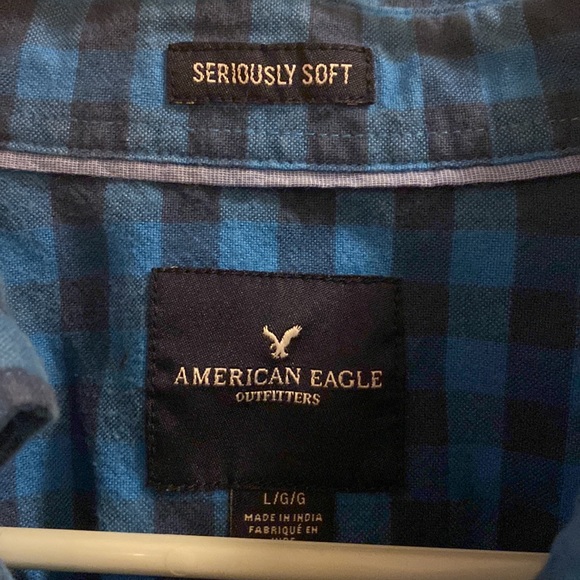 SERIOUSLY SOFT
AMERICAN EAGLE
OUTFITTERS
L/G/G
MADE IN INDIA
FABRIQUÉ EN